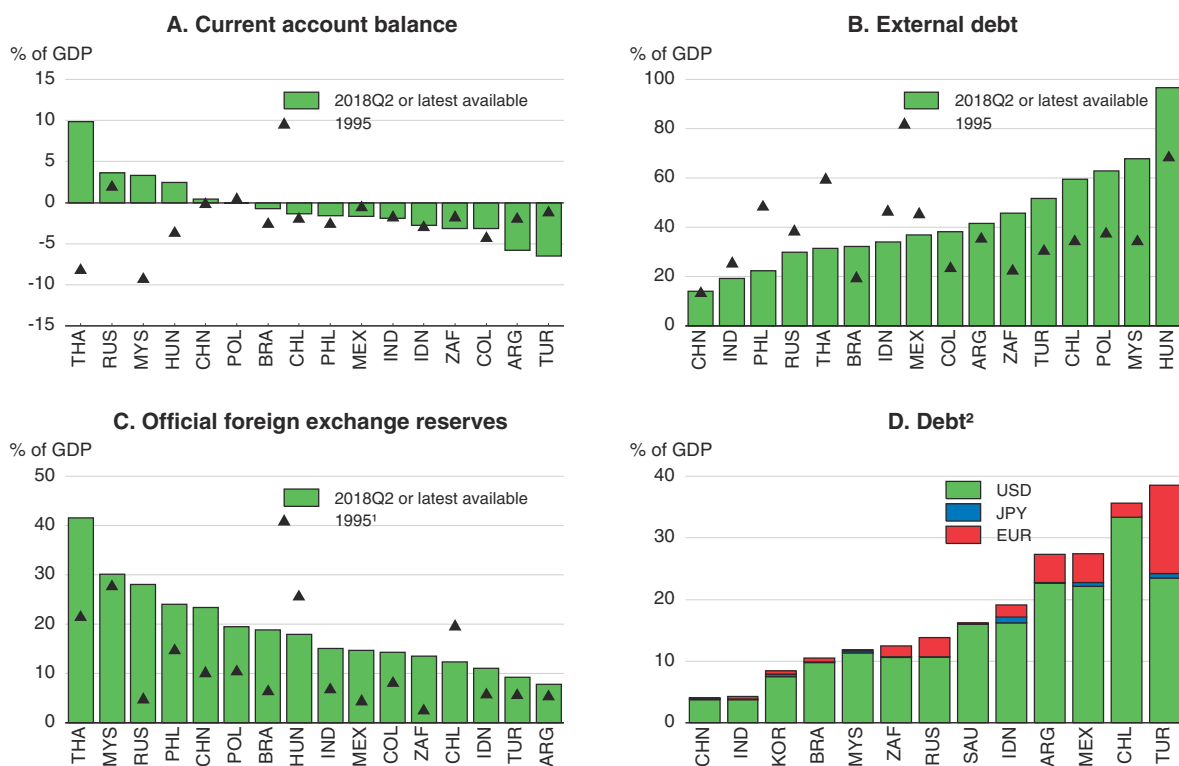 A. Current account balance
% of GDP
15
10
5
0
-5
-10
-15
2018Q2 or latest available
1995
THA
RUS
MYS
HUN
CHN
POL
BRA
CHL
PHL
MEX
IND
IDN
ZAF
COL
ARG
TUR
B. External debt
% of GDP
100
80
60
40
20
0
2018Q2 or latest available
1995
CHN
IND
PHL
RUS
THA
BRA
IDN
MEX
COL
ARG
ZAF
TUR
CHL
POL
MYS
HUN
C. Official foreign exchange reserves
% of GDP
50
40
30
20
10
0
2018Q2 or latest available
1995¹
THA
MYS
RUS
PHL
CHN
POL
BRA
HUN
IND
MEX
COL
ZAF
CHL
IDN
TUR
ARG
D. Debt²
% of GDP
40
30
20
10
0
USD
JPY
EUR
CHN
IND
KOR
BRA
MYS
ZAF
RUS
SAU
IDN
ARG
MEX
CHL
TUR